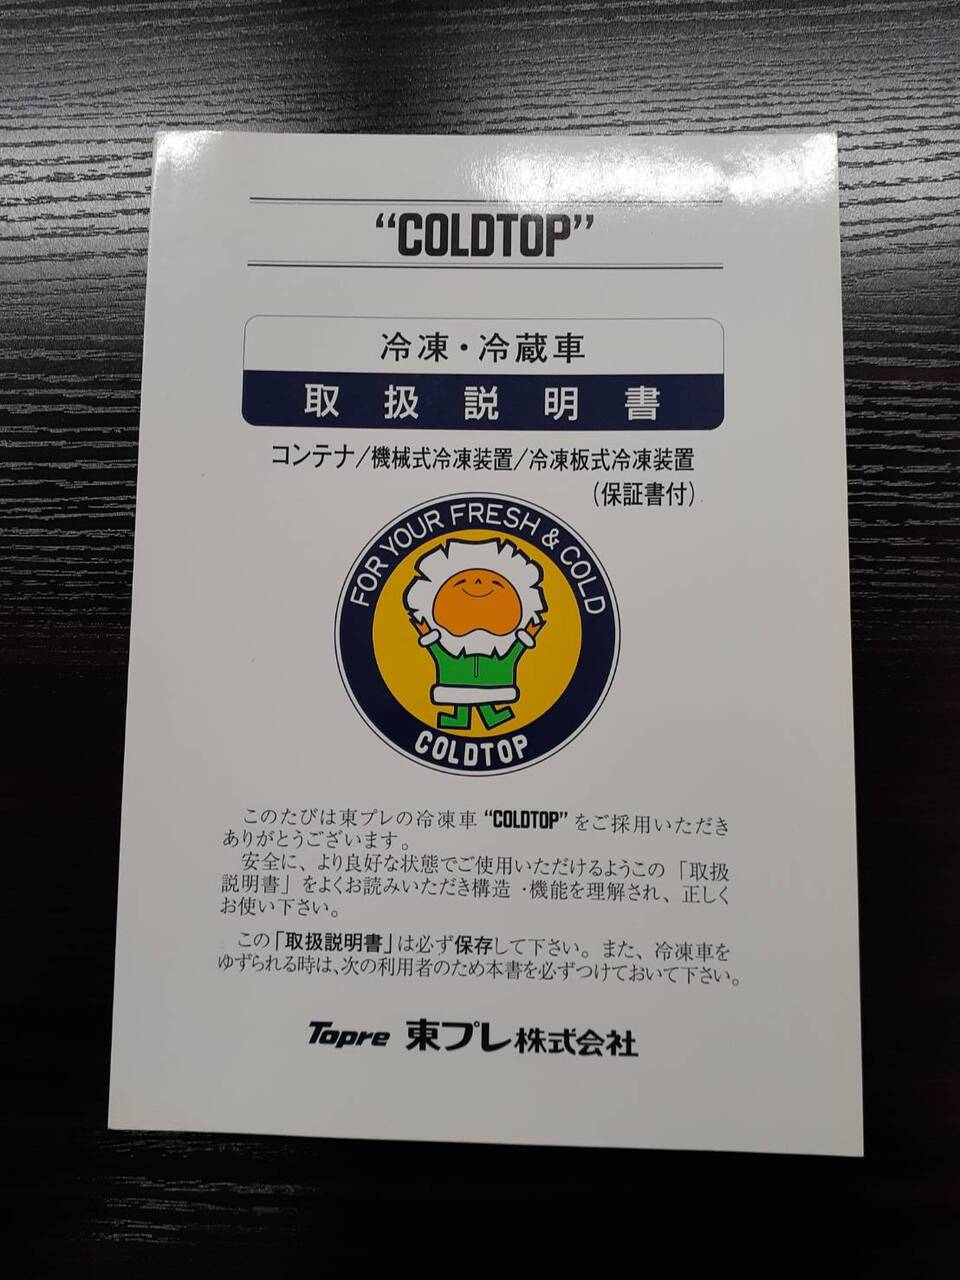 “COLDTOP”
冷凍・冷蔵車
取扱説明書
コンテナ/機械式冷凍装置/冷凍板式冷凍装置
(保証書付)
FOR YOUR FRESH & COLD
COLDTOP
このたびは東プレの冷凍車“COLDTOP”をご採用いただき
ありがとうございます。
安全に、より良好な状態でご使用いただけるようこの「取扱
説明書」をよくお読みいただき構造・機能を理解され、正しく
お使い下さい。
この「取扱説明書」は必ず保存して下さい。また、冷凍車を
ゆずられる時は、次の利用者のため本書を必ずつけておいて下さい。
Topre 東プレ株式会社